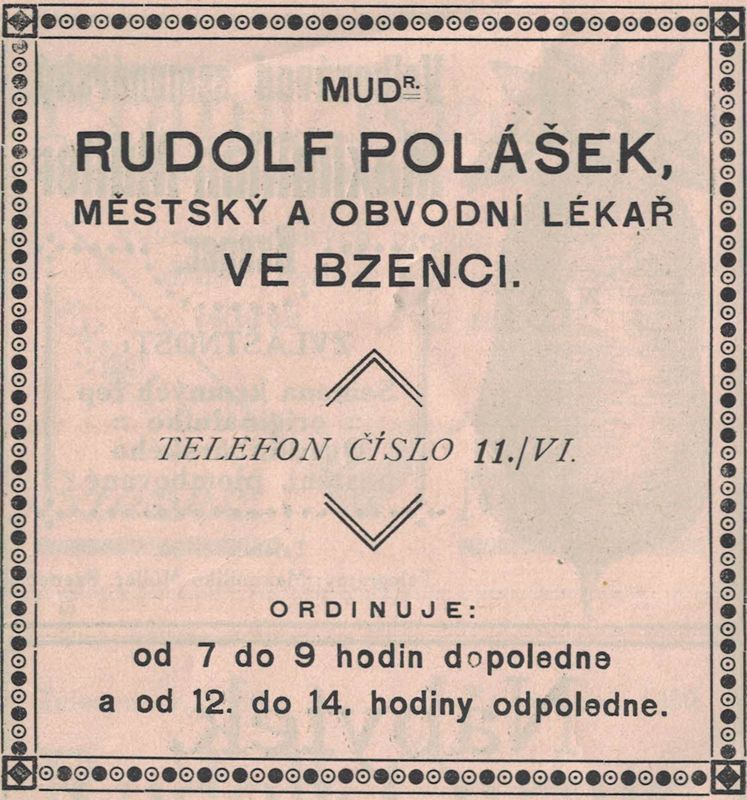 MUDR.
RUDOLF POLÁŠEK,
MĚSTSKÝ A OBVODNÍ LÉKAŘ
VE BZENCI.
TELEFON ČÍSLO 11./VI.
ORDINUJE:
od 7 do 9 hodin dopoledne
a od 12. do 14. hodiny odpoledne.